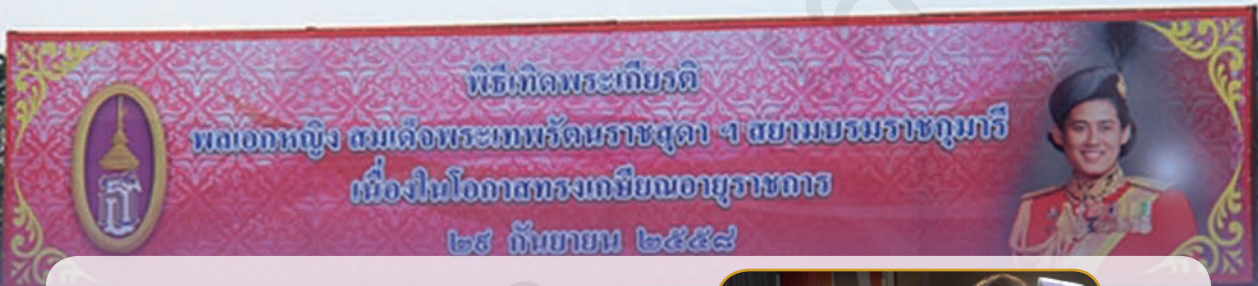 พิธีเทิดพระเกียรติ
พลเอกหญิง สมเด็จพระเทพรัตนราชสุดา ฯ สยามบรมราชกุมารี
เนื่องในโอกาสทรงเกษียณอายุราชการ
๒๙ กันยายน ๒๕๕๘